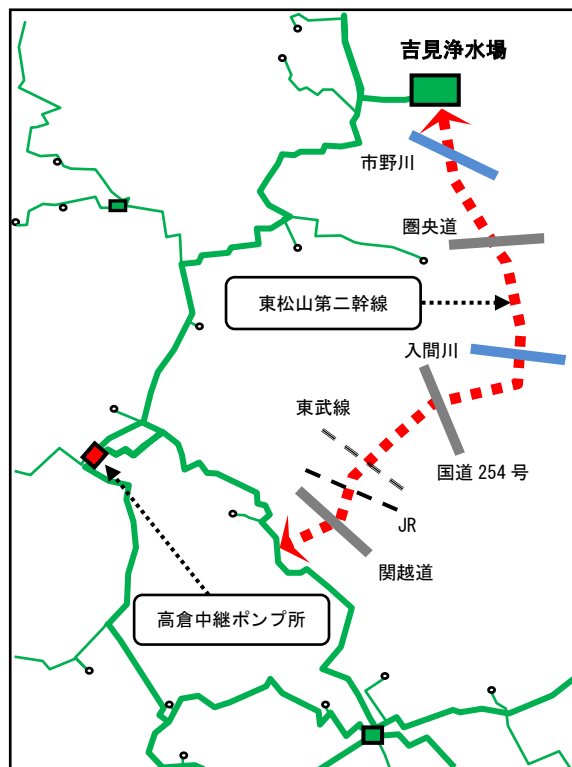 吉見浄水場
市野川
圏央道
東松山第二幹線
入間川
東武線
国道 254 号
JR
関越道
高倉中継ポンプ所